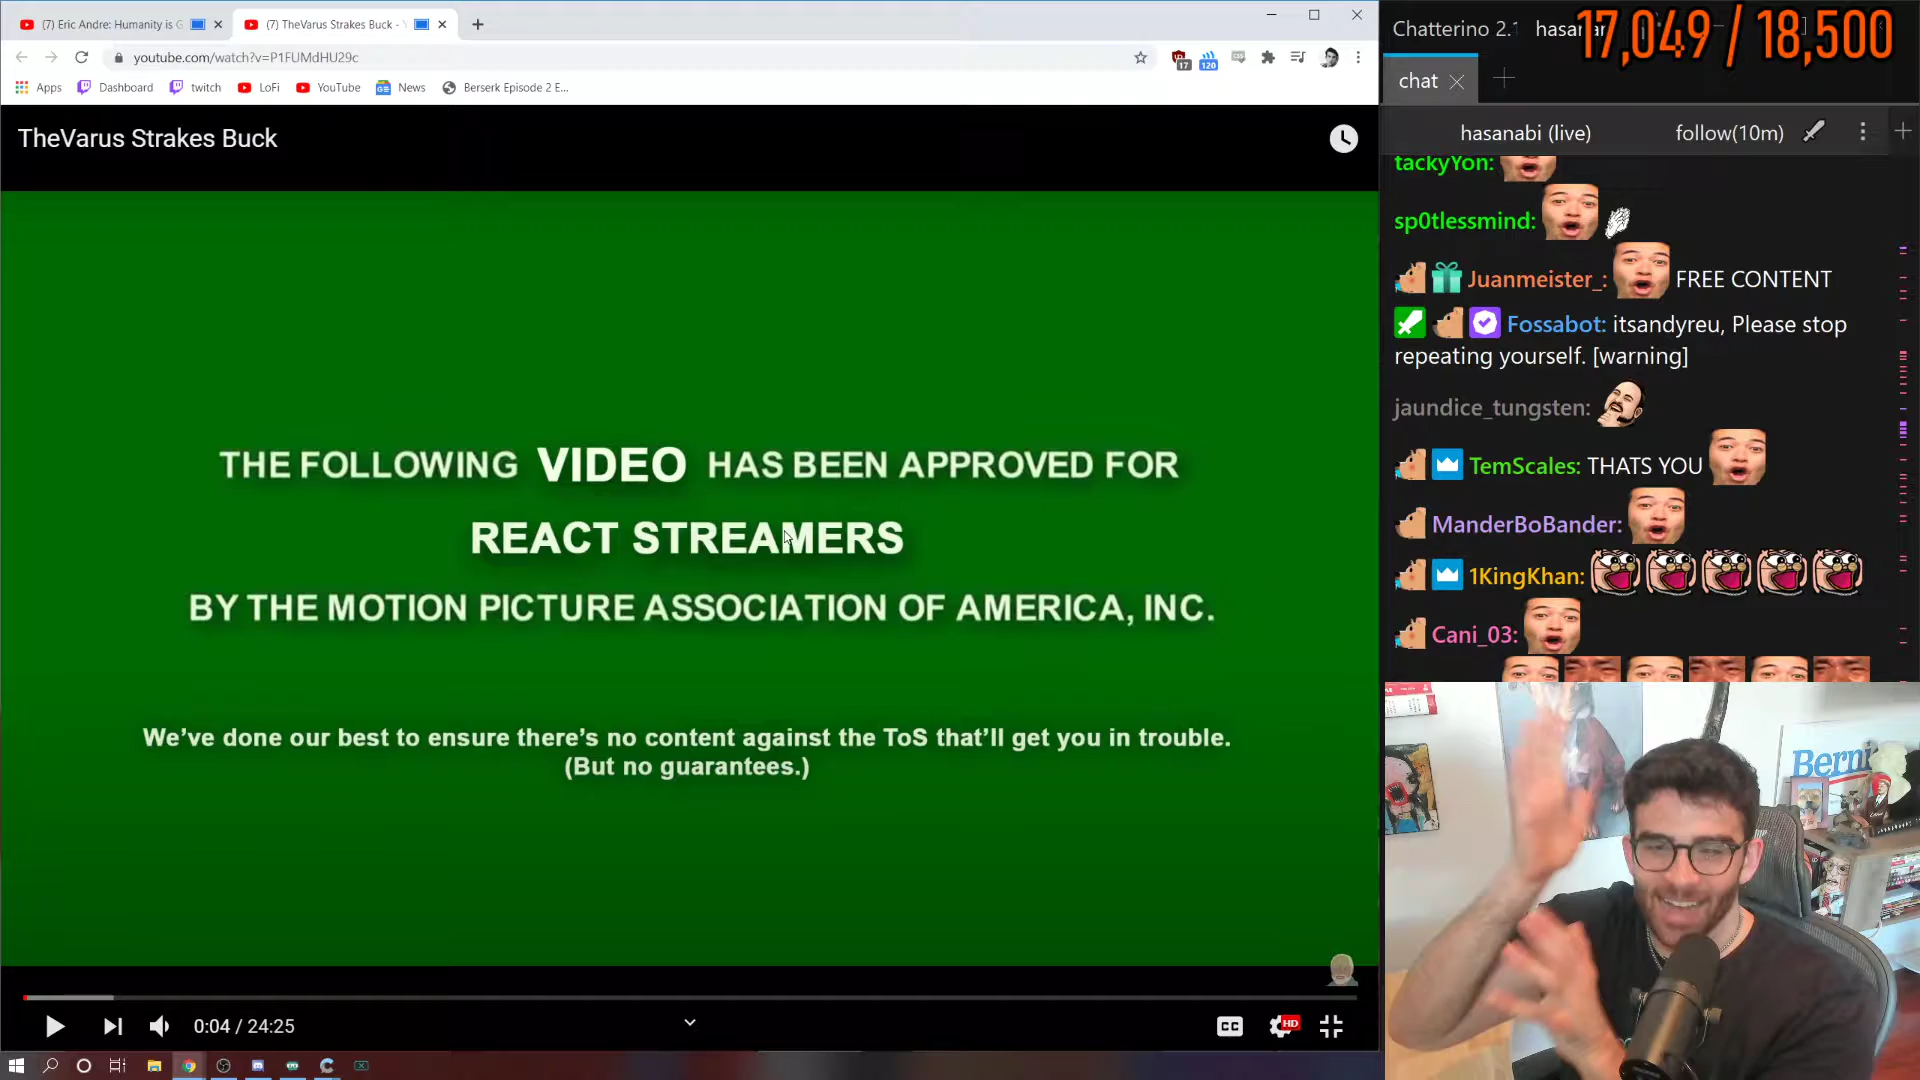 (7) Eric Andre: Humanity is G
(7) TheVarus Strakes Buck -
youtube.com/watch?v=P1FUMdHU29c
17
120
Apps
Dashboard
twitch
LoFi
YouTube
News
Berserk Episode 2 E...
TheVarus Strakes Buck
THE FOLLOWING VIDEO HAS BEEN APPROVED FOR
REACT STREAMERS
BY THE MOTION PICTURE ASSOCIATION OF AMERICA, INC.
We've done our best to ensure there's no content against the ToS that'll get you in trouble.
(But no guarantees.)
0:04 / 24:25
CC
HD
Chatterino 2.1
hasana
17,049 / 18,500
chat
hasanabi (live)
follow(10m)
tackyYon:
sp0tlessmind:
Juanmeister_: FREE CONTENT
Fossabot: itsandyreu, Please stop
repeating yourself. [warning]
jaundice_tungsten:
TemScales: THATS YOU
ManderBoBander:
1KingKhan:
Cani_03:
Berni